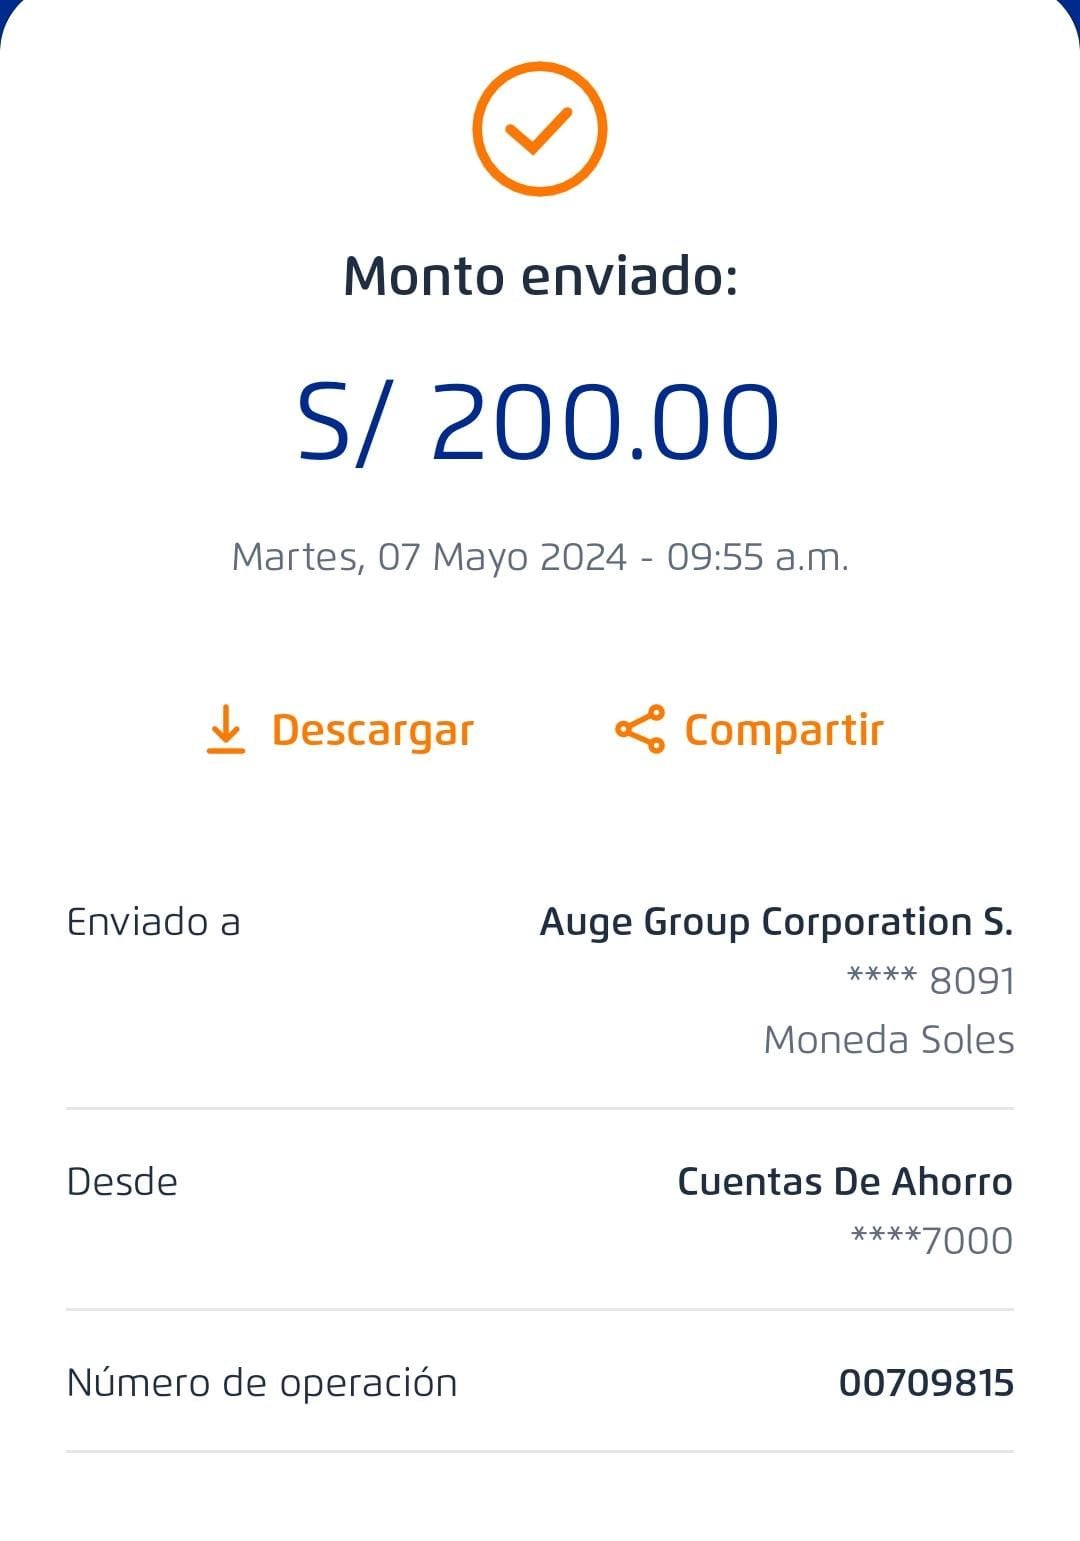 Monto enviado:
S/ 200.00
Martes, 07 Mayo 2024 - 09:55 a.m.
Descargar
Compartir
Enviado a
Auge Group Corporation S.
**** 8091
Moneda Soles
Desde
Cuentas De Ahorro
****7000
Número de operación
00709815